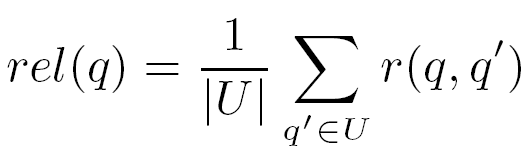 rel(q) = \frac{1}{|U|} \sum_{q' \in U} r(q, q')